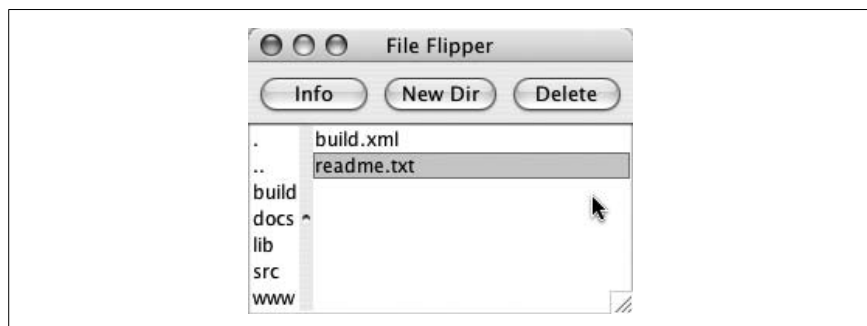 File Flipper
Info New Dir Delete
.
..
build
docs
lib
src
www
build.xml
readme.txt